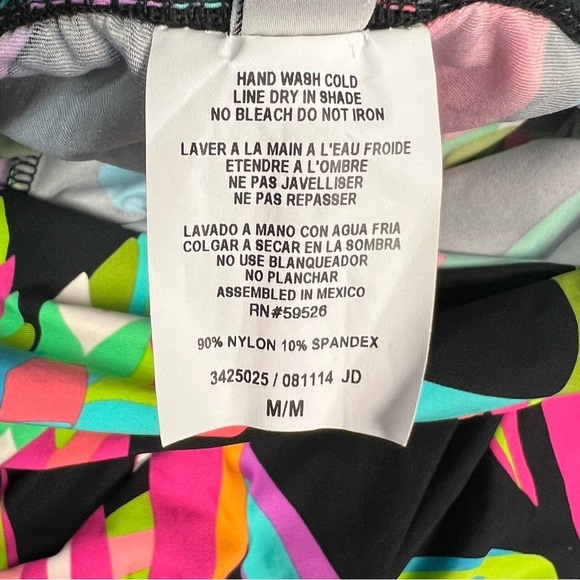 HAND WASH COLD
LINE DRY IN SHADE
NO BLEACH DO NOT IRON
LAVER A LA MAIN A L'EAU FROIDE
ETENDRE A L'OMBRE
NE PAS JAVELLISER
NE PAS REPASSER
LAVADO A MANO CON AGUA FRIA
COLGAR A SECAR EN LA SOMBRA
NO USE BLANQUEADOR
NO PLANCHAR
ASSEMBLED IN MEXICO
RN#59526
90% NYLON 10% SPANDEX
3425025 / 081114 JD
M/M